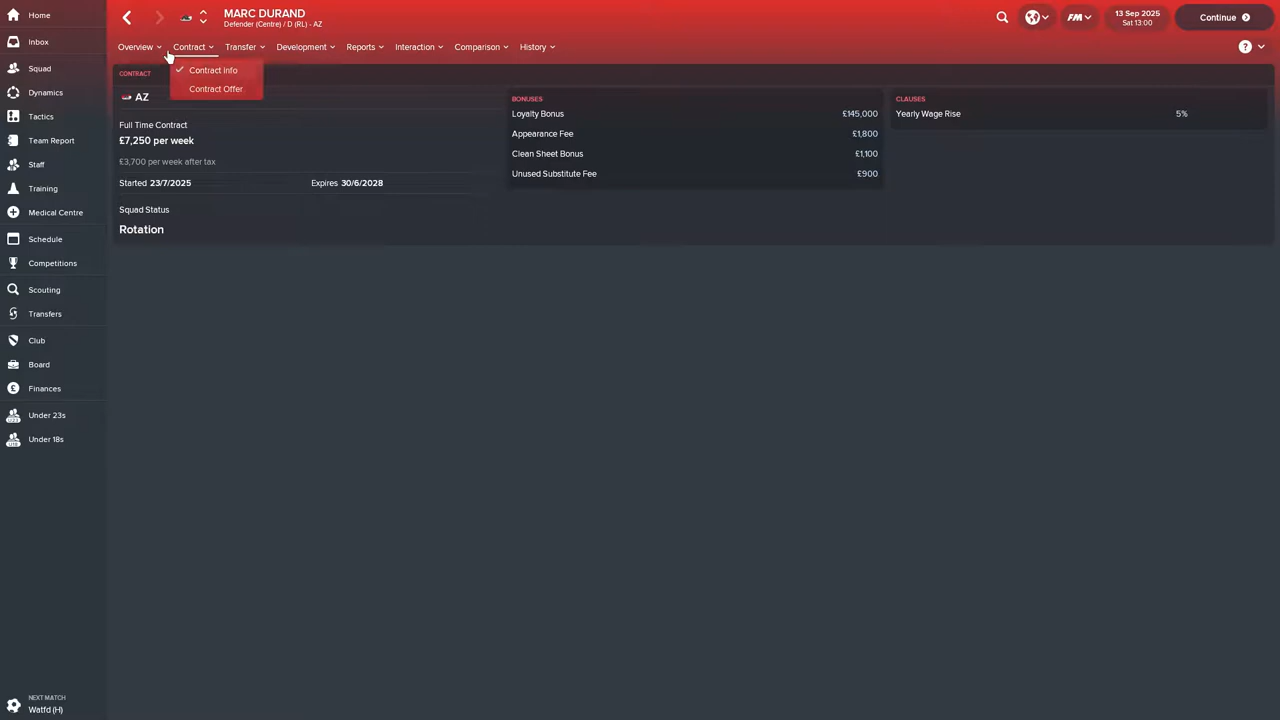 Home
Inbox
Squad
Dynamics
Tactics
Team Report
Staff
Training
Medical Centre
Schedule
Competitions
Scouting
Transfers
Club
Board
Finances
Under 23s
Under 18s
NEXT MATCH
Watfd (H)
MARC DURAND
Defender (Centre) / D (RL) - AZ
FM
13 Sep 2025
Sat 13:00
Continue
Overview
Contract
Transfer
Development
Reports
Interaction
Comparison
History
?
Contract Info
Contract Offer
CONTRACT
AZ
Full Time Contract
£7,250 per week
£3,700 per week after tax
Started 23/7/2025 Expires 30/6/2028
Squad Status
Rotation
BONUSES
Loyalty Bonus £145,000
Appearance Fee £1,800
Clean Sheet Bonus £1,100
Unused Substitute Fee £900
CLAUSES
Yearly Wage Rise 5%